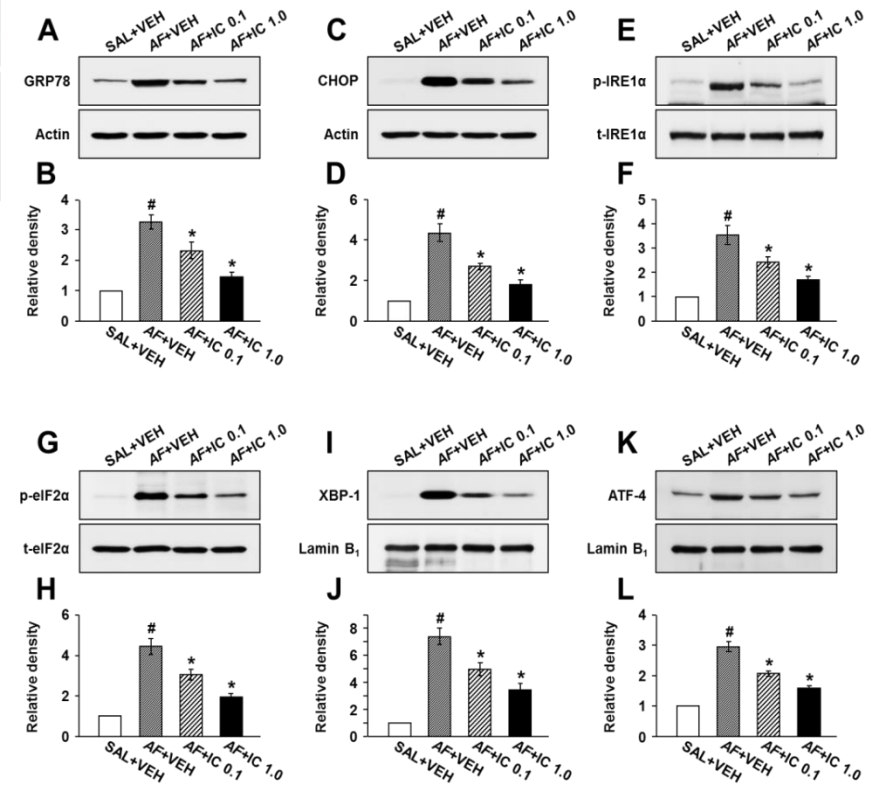 A
SAL+VEH AF+VEH AF+IC 0.1 AF+IC 1.0
GRP78
Actin
B
Relative density
4
3
2
1
0
#
*
*
SAL+VEH AF+VEH AF+IC 0.1 AF+IC 1.0
C
SAL+VEH AF+VEH AF+IC 0.1 AF+IC 1.0
CHOP
Actin
D
Relative density
6
4
2
0
#
*
*
SAL+VEH AF+VEH AF+IC 0.1 AF+IC 1.0
E
SAL+VEH AF+VEH AF+IC 0.1 AF+IC 1.0
p-IRE1α
t-IRE1α
F
Relative density
5
4
3
2
1
0
#
*
*
SAL+VEH AF+VEH AF+IC 0.1 AF+IC 1.0
G
SAL+VEH AF+VEH AF+IC 0.1 AF+IC 1.0
p-eIF2α
t-eIF2α
H
Relative density
6
4
2
0
#
*
*
SAL+VEH AF+VEH AF+IC 0.1 AF+IC 1.0
I
SAL+VEH AF+VEH AF+IC 0.1 AF+IC 1.0
XBP-1
Lamin B₁
J
Relative density
8
6
4
2
0
#
*
*
SAL+VEH AF+VEH AF+IC 0.1 AF+IC 1.0
K
SAL+VEH AF+VEH AF+IC 0.1 AF+IC 1.0
ATF-4
Lamin B₁
L
Relative density
4
3
2
1
0
#
*
*
SAL+VEH AF+VEH AF+IC 0.1 AF+IC 1.0